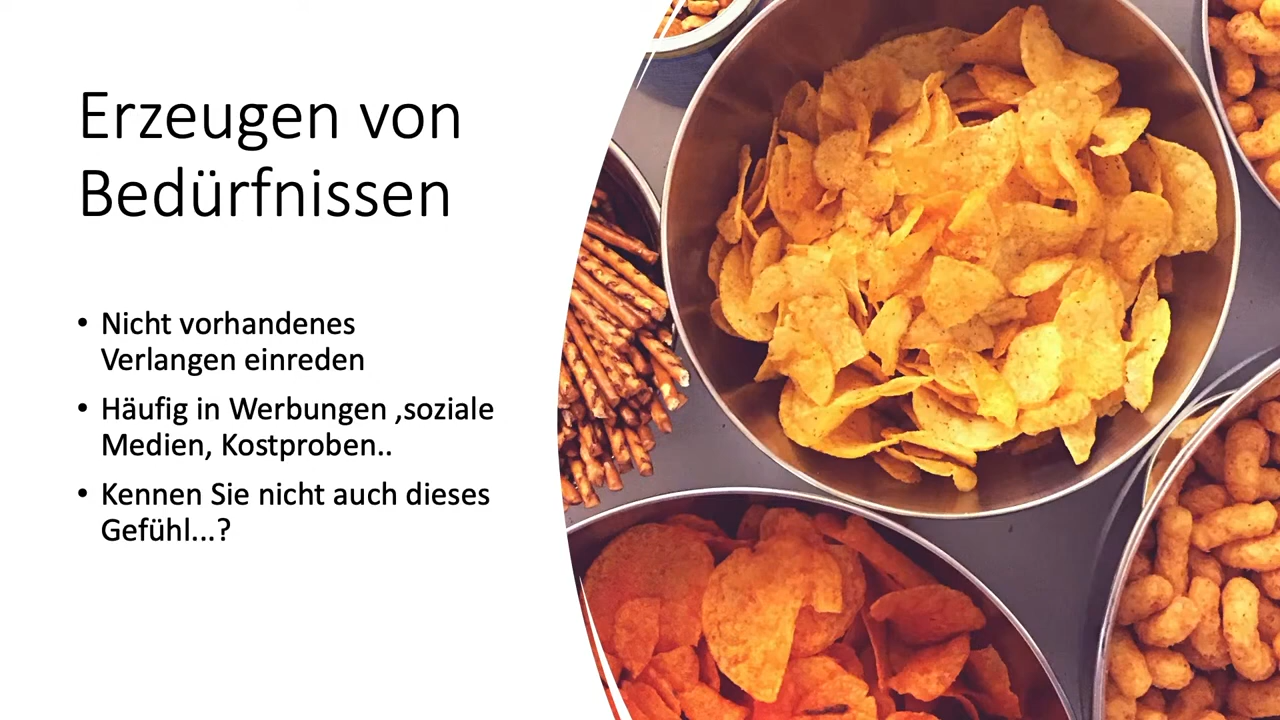 Erzeugen von
Bedürfnissen
• Nicht vorhandenes
Verlangen einreden
• Häufig in Werbungen ,soziale
Medien, Kostproben..
• Kennen Sie nicht auch dieses
Gefühl...?